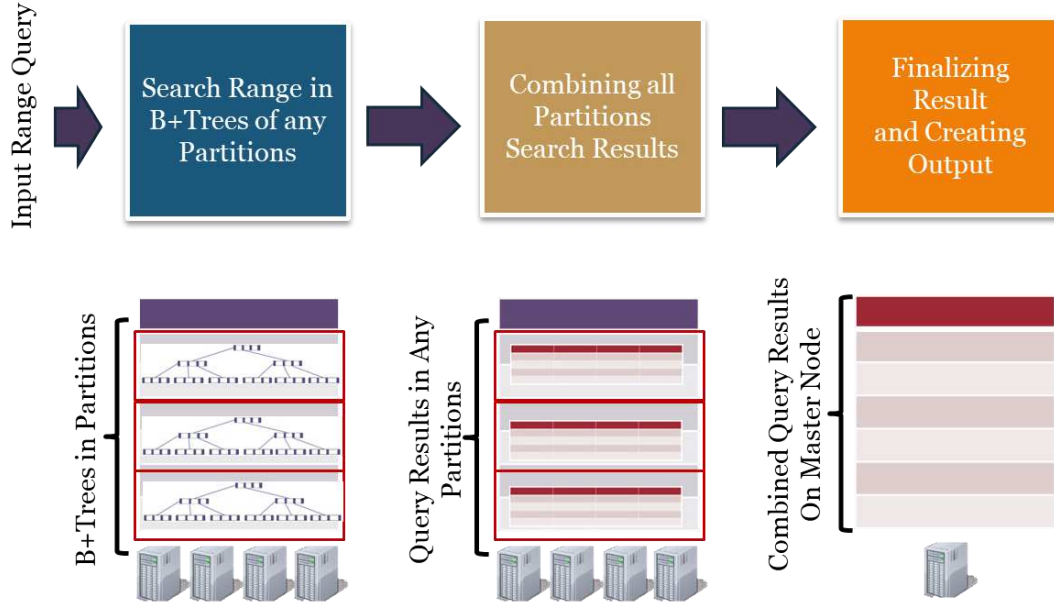 Input Range Query
Search Range in
B+Trees of any
Partitions
Combining all
Partitions
Search Results
Finalizing
Result
and Creating
Output
B+Trees in Partitions
Query Results in Any
Partitions
Combined Query Results
On Master Node